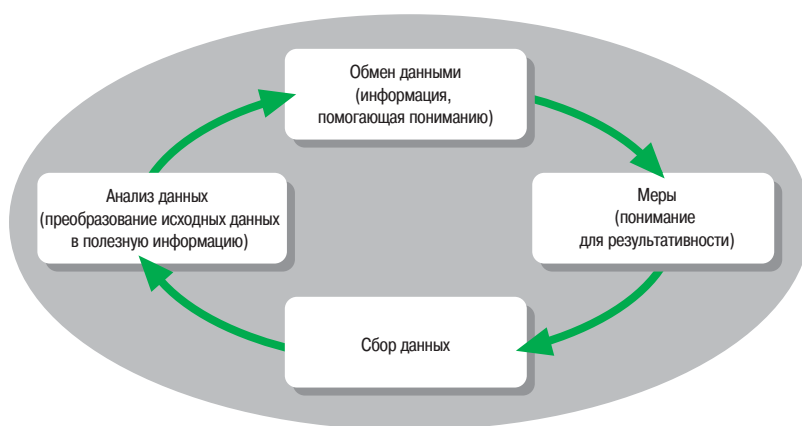 Обмен данными
(информация,
помогающая пониманию)
Анализ данных
(преобразование исходных данных
в полезную информацию)
Меры
(понимание
для результативности)
Сбор данных